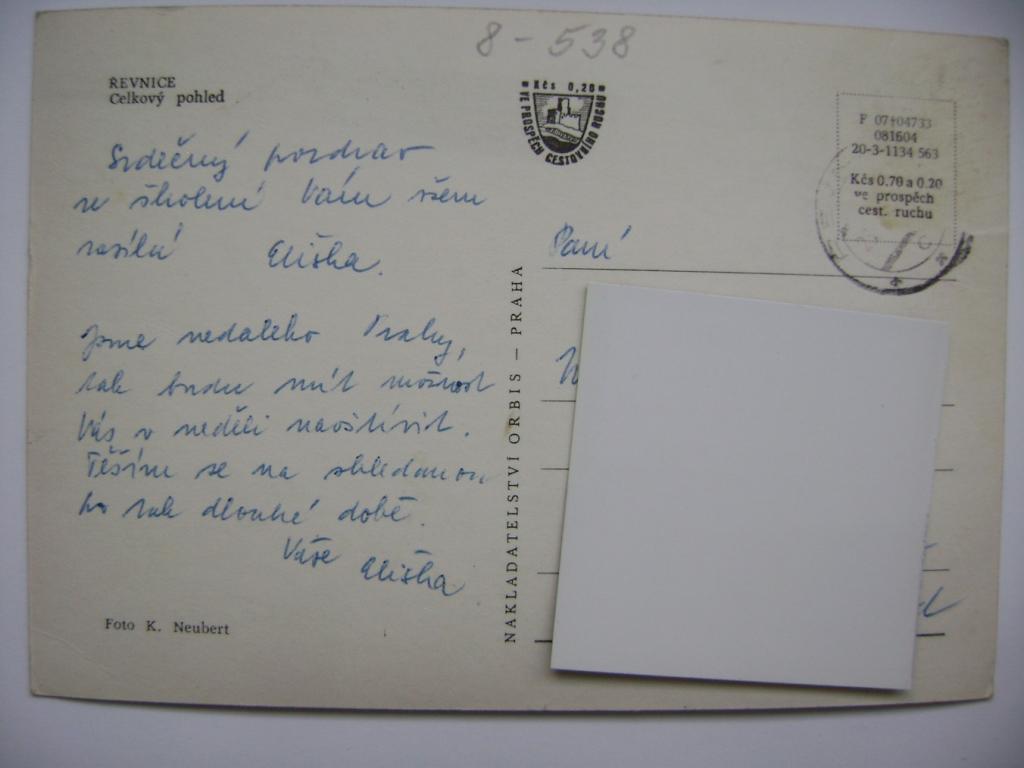 8-538
ŘEVNICE
Celkový pohled
Kčs 0,20
VE PROSPĚCH CESTOVNÍHO RUCHU
F 07†04733
081604
20-3-1134 563
Kčs 0.70 a 0.20
ve prospěch
cest. ruchu
Srdečný pozdrav
ze školení Vám všem
zasílá Eliška.
Jsme nedaleko Prahy,
tak budu mít možnost
Vás v neděli navštívit.
Těším se na shledanou
po tak dlouhé době.
Vaše Eliška
Foto K. Neubert
NAKLADATELSTVÍ ORBIS – PRAHA
Paní